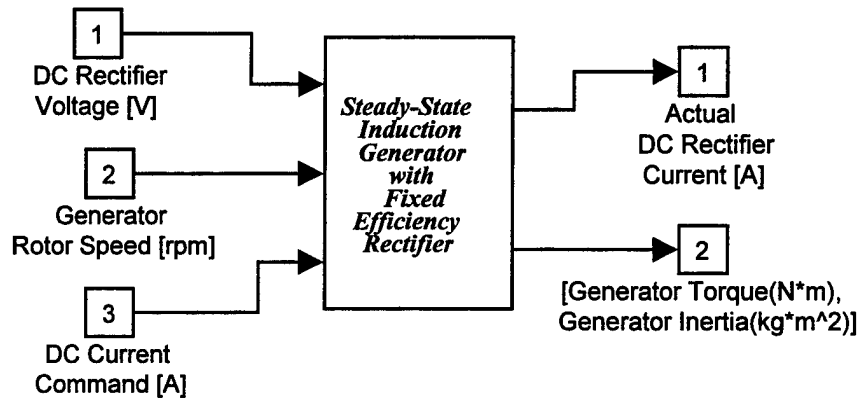 1
DC Rectifier
Voltage [V]
2
Generator
Rotor Speed [rpm]
3
DC Current
Command [A]
Steady-State
Induction
Generator
with
Fixed
Efficiency
Rectifier
1
Actual
DC Rectifier
Current [A]
2
[Generator Torque(N*m),
Generator Inertia(kg*m^2)]